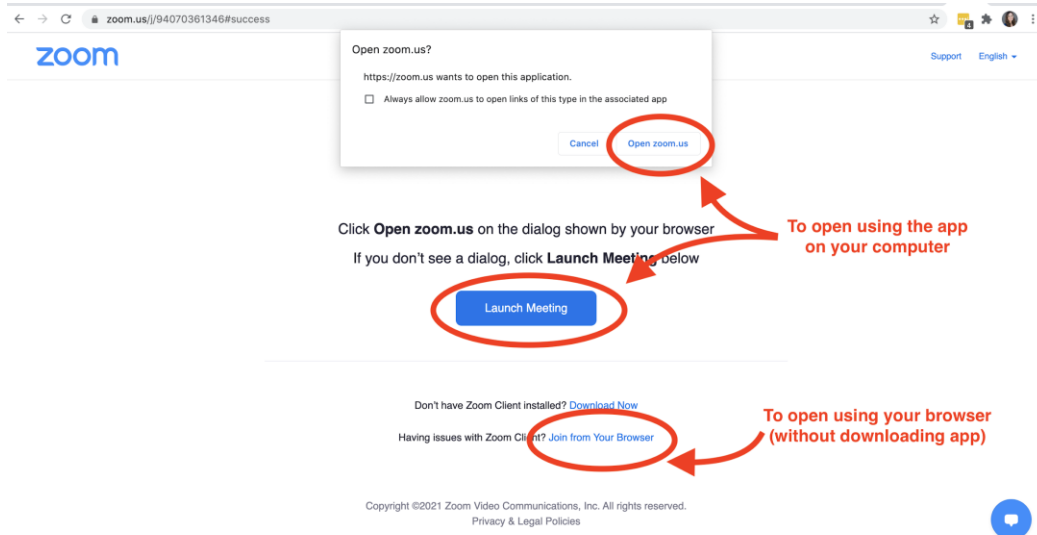 zoom.us/j/94070361346#success
4
zoom
Support English
Open zoom.us?
https://zoom.us wants to open this application.
Always allow zoom.us to open links of this type in the associated app
Cancel Open zoom.us
Click Open zoom.us on the dialog shown by your browser
If you don't see a dialog, click Launch Meeting below
To open using the app
on your computer
Launch Meeting
Don't have Zoom Client installed? Download Now
Having issues with Zoom Client? Join from Your Browser
To open using your browser
(without downloading app)
Copyright ©2021 Zoom Video Communications, Inc. All rights reserved.
Privacy & Legal Policies